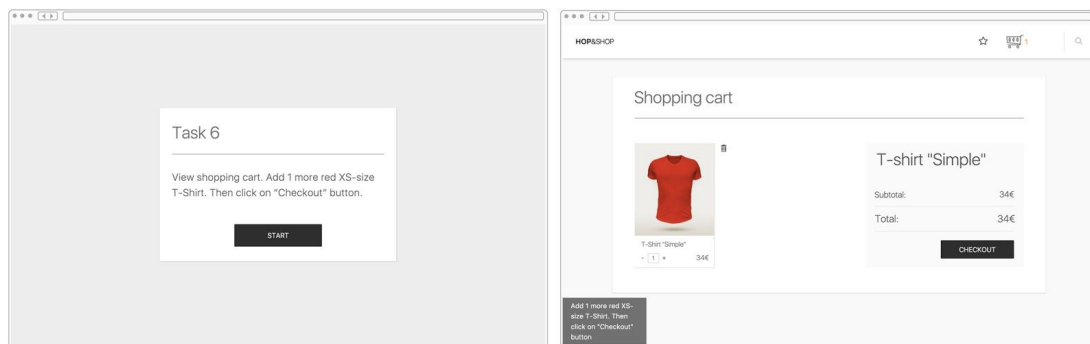 Task 6
View shopping cart. Add 1 more red XS-size
T-Shirt. Then click on "Checkout" button.
START
HOP&SHOP
1
Shopping cart
T-Shirt "Simple"
- 1 + 34€
T-shirt "Simple"
Subtotal: 34€
Total: 34€
CHECKOUT
Add 1 more red XS-
size T-Shirt. Then
click on "Checkout"
button